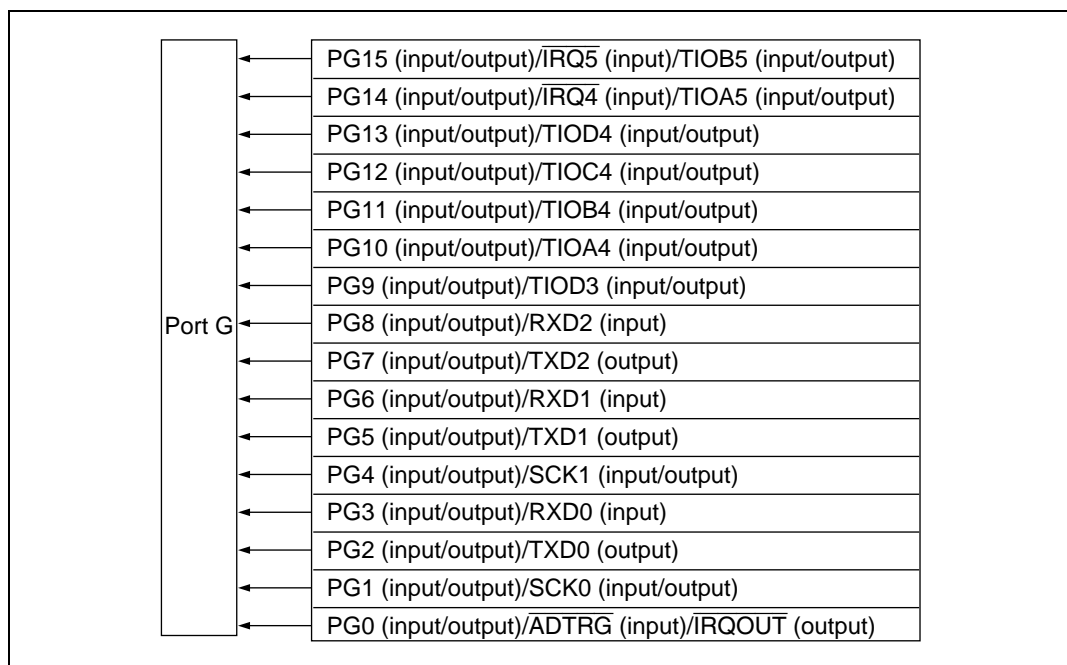 PG15 (input/output)/I̅R̅Q̅5̅ (input)/TIOB5 (input/output)
PG14 (input/output)/I̅R̅Q̅4̅ (input)/TIOA5 (input/output)
PG13 (input/output)/TIOD4 (input/output)
PG12 (input/output)/TIOC4 (input/output)
PG11 (input/output)/TIOB4 (input/output)
PG10 (input/output)/TIOA4 (input/output)
PG9 (input/output)/TIOD3 (input/output)
Port G
PG8 (input/output)/RXD2 (input)
PG7 (input/output)/TXD2 (output)
PG6 (input/output)/RXD1 (input)
PG5 (input/output)/TXD1 (output)
PG4 (input/output)/SCK1 (input/output)
PG3 (input/output)/RXD0 (input)
PG2 (input/output)/TXD0 (output)
PG1 (input/output)/SCK0 (input/output)
PG0 (input/output)/A̅D̅T̅R̅G̅ (input)/I̅R̅Q̅O̅U̅T̅ (output)